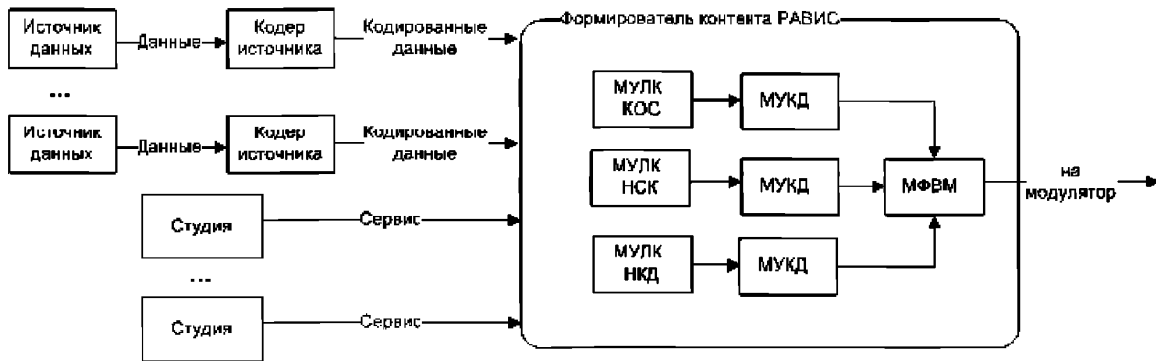 Формирователь контента РАВИС
Источник
данных
Данные
Кодер
источника
Кодированные
данные
...
Источник
данных
Данные
Кодер
источника
Кодированные
данные
Студия
Сервис
...
Студия
Сервис
МУЛК
КОС
МУКД
МУЛК
НСК
МУКД
МУЛК
НКД
МУКД
МФВМ
на
модулятор